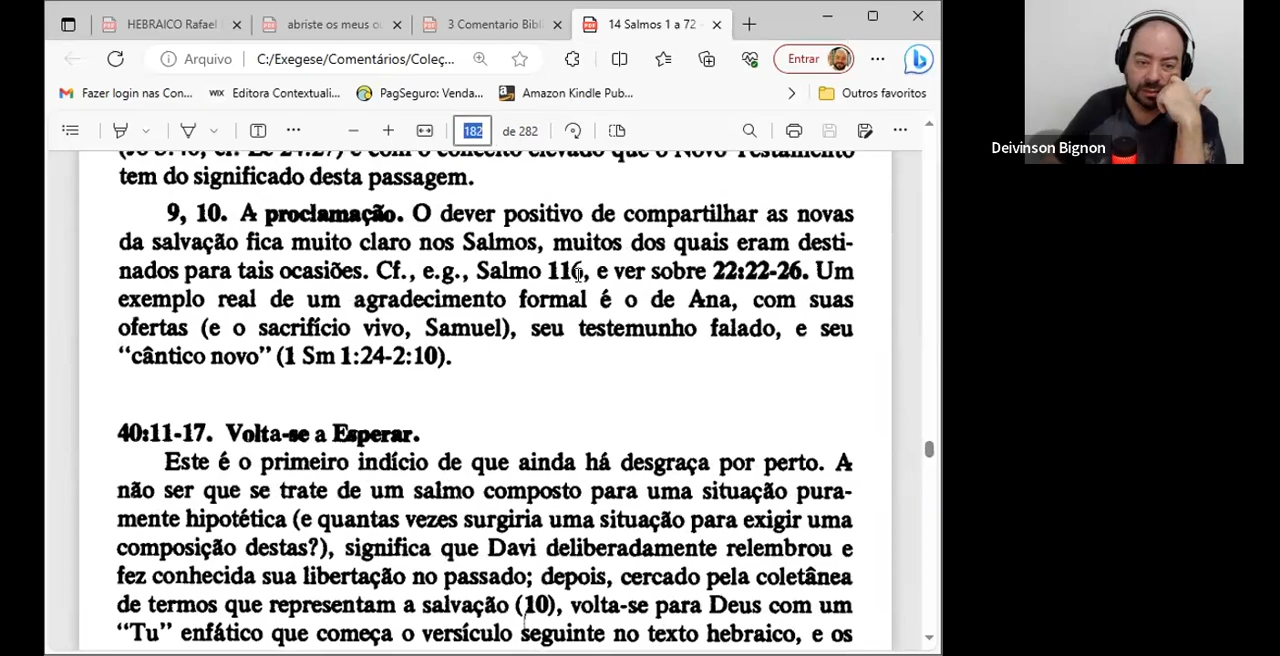 HEBRAICO Rafael
abriste os meus ou
3 Comentario Bibl
14 Salmos 1 a 72
Arquivo
C:/Exegese/Comentários/Coleç...
Entrar
Fazer login nas Con...
WIX
Editora Contextuali...
PagSeguro: Venda...
Amazon Kindle Pub...
Outros favoritos
182 de 282
tem do significado desta passagem.
9, 10. A proclamação. O dever positivo de compartilhar as novas
da salvação fica muito claro nos Salmos, muitos dos quais eram desti-
nados para tais ocasiões. Cf., e.g., Salmo 116, e ver sobre 22:22-26. Um
exemplo real de um agradecimento formal é o de Ana, com suas
ofertas (e o sacrifício vivo, Samuel), seu testemunho falado, e seu
“cântico novo” (1 Sm 1:24-2:10).
40:11-17. Volta-se a Esperar.
Este é o primeiro indício de que ainda há desgraça por perto. A
não ser que se trate de um salmo composto para uma situação pura-
mente hipotética (e quantas vezes surgiria uma situação para exigir uma
composição destas?), significa que Davi deliberadamente relembrou e
fez conhecida sua libertação no passado; depois, cercado pela coletânea
de termos que representam a salvação (10), volta-se para Deus com um
“Tu” enfático que começa o versículo seguinte no texto hebraico, e os
Deivinson Bignon